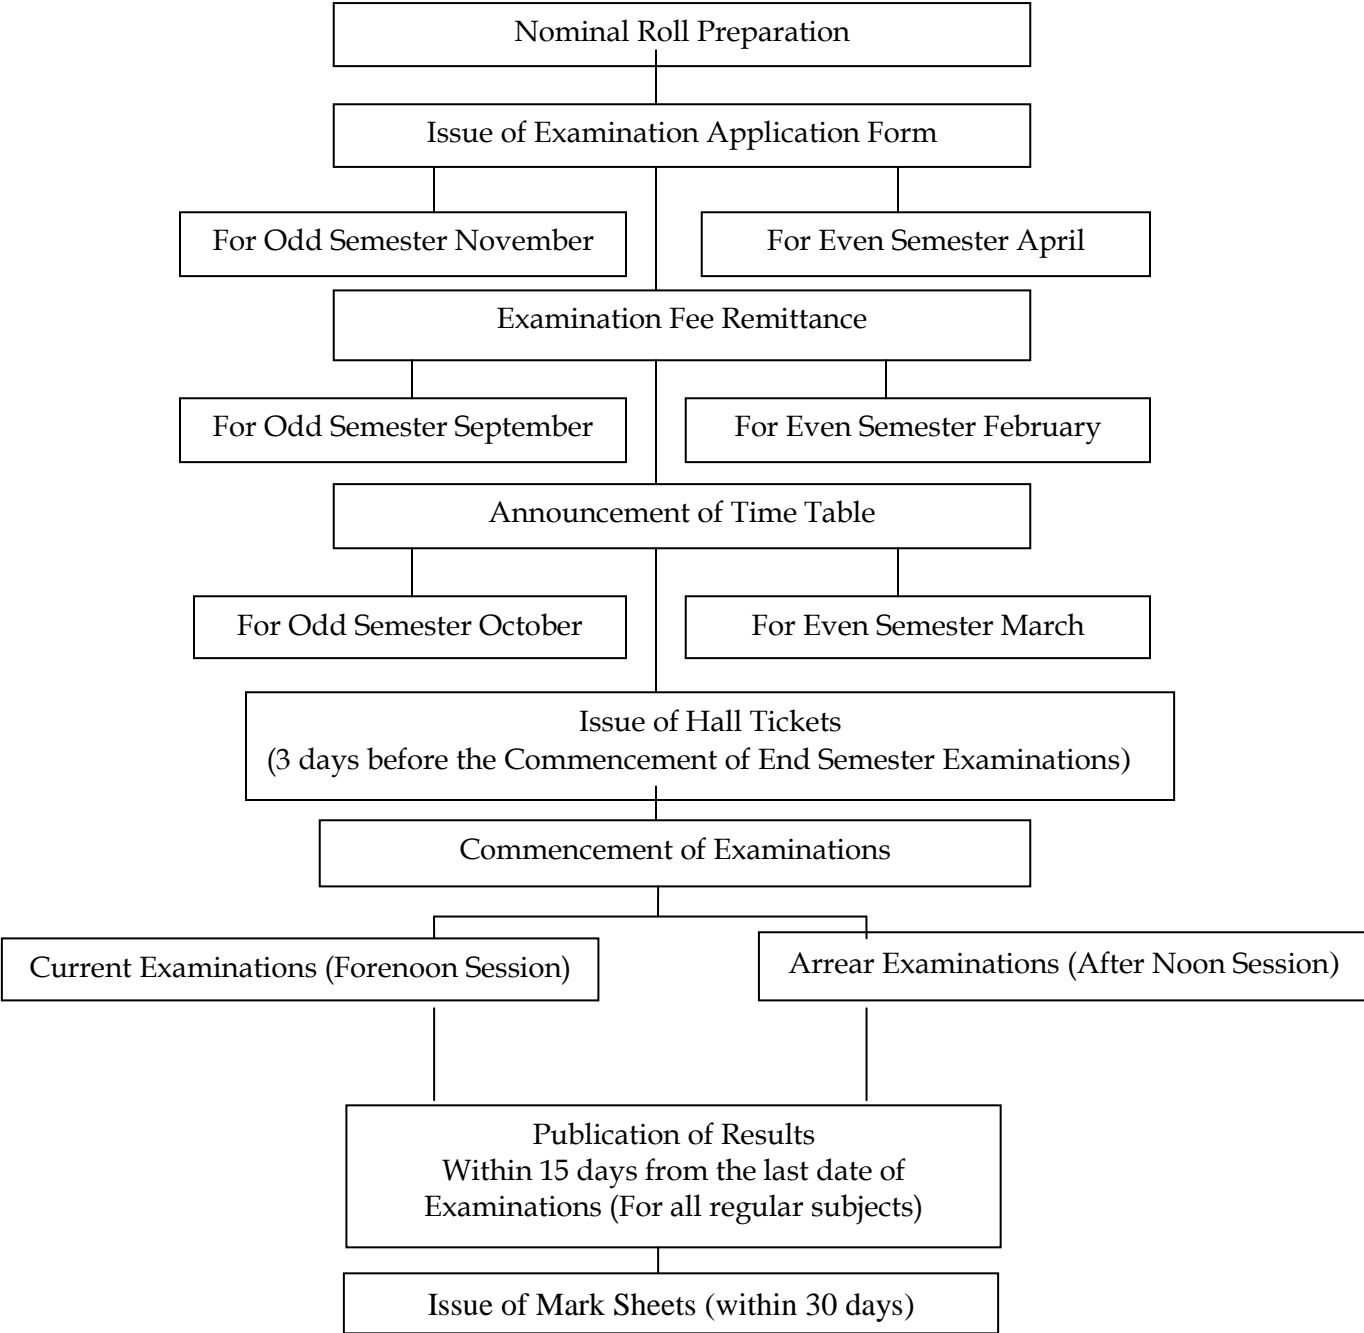 Nominal Roll Preparation
Issue of Examination Application Form
For Odd Semester November
For Even Semester April
Examination Fee Remittance
For Odd Semester September
For Even Semester February
Announcement of Time Table
For Odd Semester October
For Even Semester March
Issue of Hall Tickets
(3 days before the Commencement of End Semester Examinations)
Commencement of Examinations
Current Examinations (Forenoon Session)
Arrear Examinations (After Noon Session)
Publication of Results
Within 15 days from the last date of
Examinations (For all regular subjects)
Issue of Mark Sheets (within 30 days)